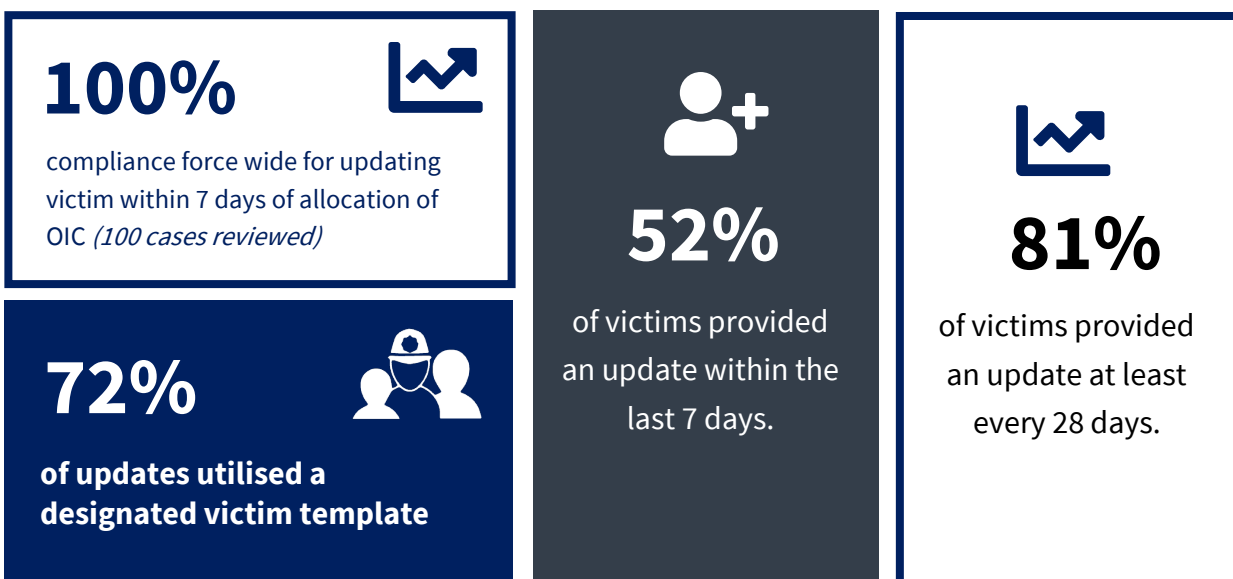 100%
compliance force wide for updating
victim within 7 days of allocation of
OIC (100 cases reviewed)
72%
of updates utilised a
designated victim template
52%
of victims provided
an update within the
last 7 days.
81%
of victims provided
an update at least
every 28 days.